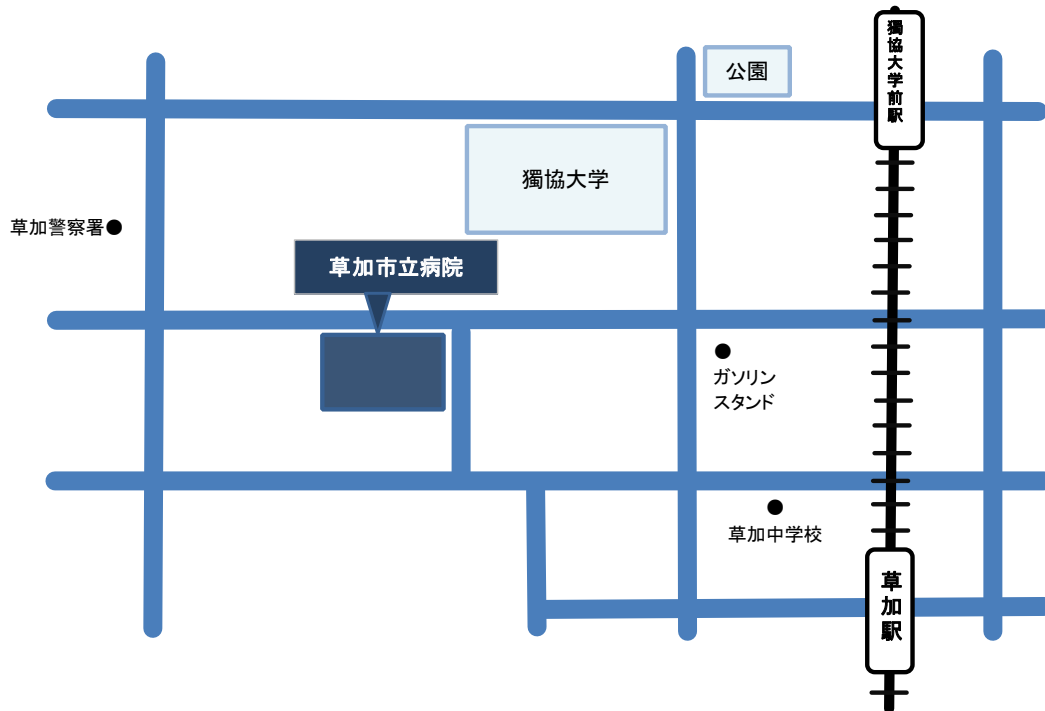 獨協大学前駅
公園
獨協大学
草加警察署
草加市立病院
ガソリン
スタンド
草加中学校
草加駅